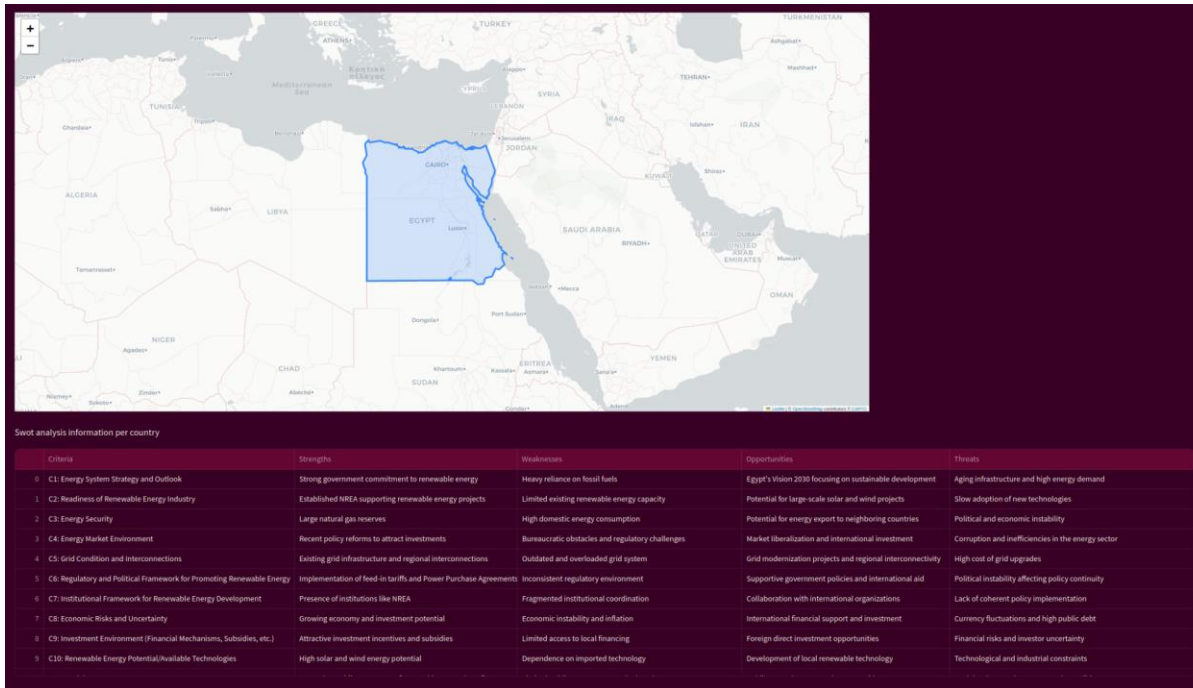 +
−
TURKMENISTAN
GREECE
TURKEY
Palermo
ATHENS
Ashgabat
Tunis
Aleppo
Mashhad
Valletta
TEHRAN
Mediterranean
Sea
CYPRUS
SYRIA
TUNISIA
LEBANON
Tripoli
IRAQ
Benghazi
Tel Aviv
Jerusalem
Isfahan
IRAN
Ghardaia
JORDAN
CAIRO
KUWAIT
Shiraz
ALGERIA
Sabha
LIBYA
EGYPT
Luxor
SAUDI ARABIA
QATAR
DUBAI
RIYADH
UNITED
ARAB
EMIRATES
Muscat
Tamanrasset
Mecca
OMAN
Dongola
Port Sudan
NIGER
Agadez
YEMEN
CHAD
Khartoum
ERITREA
Kassala
Asmara
Sana'a
SUDAN
Niamey
Zinder
Abéché
Sokoto
Gonder
Aden
Leaflet | © OpenStreetMap contributors © CARTO
Swot analysis information per country
Criteria Strengths Weaknesses Opportunities Threats
0 C1: Energy System Strategy and Outlook Strong government commitment to renewable energy Heavy reliance on fossil fuels Egypt's Vision 2030 focusing on sustainable development Aging infrastructure and high energy demand
1 C2: Readiness of Renewable Energy Industry Established NREA supporting renewable energy projects Limited existing renewable energy capacity Potential for large-scale solar and wind projects Slow adoption of new technologies
2 C3: Energy Security Large natural gas reserves High domestic energy consumption Potential for energy export to neighboring countries Political and economic instability
3 C4: Energy Market Environment Recent policy reforms to attract investments Bureaucratic obstacles and regulatory challenges Market liberalization and international investment Corruption and inefficiencies in the energy sector
4 C5: Grid Condition and Interconnections Existing grid infrastructure and regional interconnections Outdated and overloaded grid system Grid modernization projects and regional interconnectivity High cost of grid upgrades
5 C6: Regulatory and Political Framework for Promoting Renewable Energy Implementation of feed-in tariffs and Power Purchase Agreements Inconsistent regulatory environment Supportive government policies and international aid Political instability affecting policy continuity
6 C7: Institutional Framework for Renewable Energy Development Presence of institutions like NREA Fragmented institutional coordination Collaboration with international organizations Lack of coherent policy implementation
7 C8: Economic Risks and Uncertainty Growing economy and investment potential Economic instability and inflation International financial support and investment Currency fluctuations and high public debt
8 C9: Investment Environment (Financial Mechanisms, Subsidies, etc.) Attractive investment incentives and subsidies Limited access to local financing Foreign direct investment opportunities Financial risks and investor uncertainty
9 C10: Renewable Energy Potential/Available Technologies High solar and wind energy potential Dependence on imported technology Development of local renewable technology Technological and industrial constraints